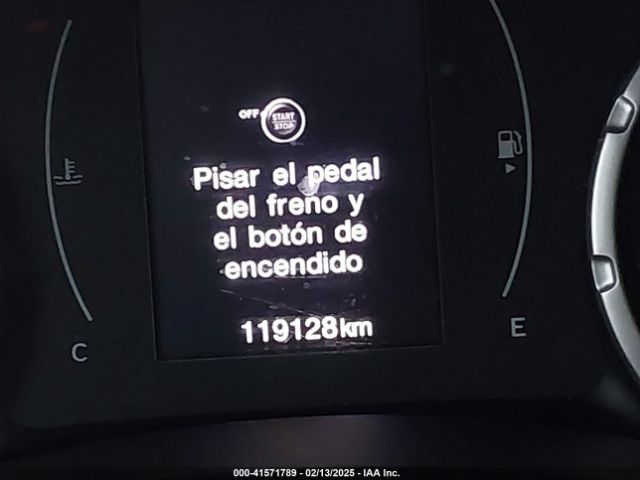 OFF START
STOP
Pisar el pedal
del freno y
el botón de
encendido
119128km
C
E
000-41571789 - 02/13/2025 - IAA Inc.